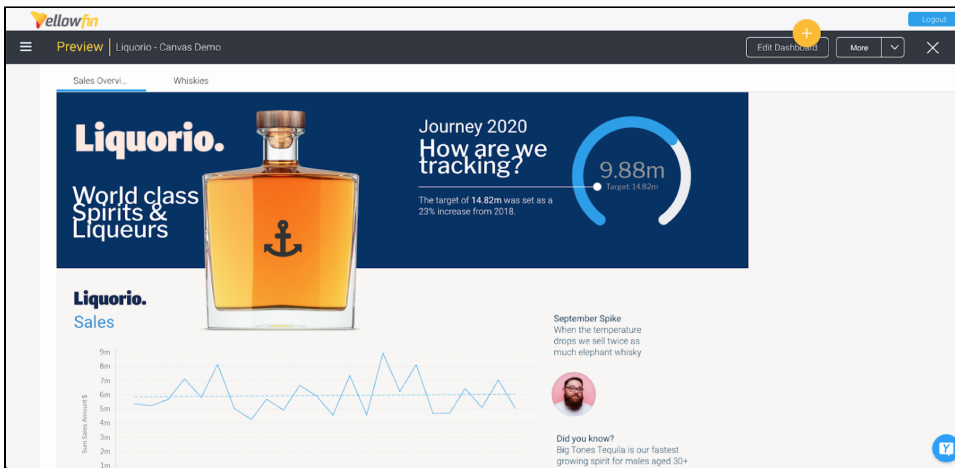 Yellowfin
Logout
Preview
Liquorio - Canvas Demo
Edit Dashboard
More
Sales Overvi...
Whiskies
Liquorio.
World class
Spirits &
Liqueurs
Journey 2020
How are we
tracking?
The target of 14.82m was set as a
23% increase from 2018.
9.88m
Target: 14.82m
Liquorio.
Sales
9m
8m
7m
6m
5m
4m
3m
2m
1m
Sum Sales Amount $
September Spike
When the temperature
drops we sell twice as
much elephant whisky
Did you know?
Big Tones Tequila is our fastest
growing spirit for males aged 30+